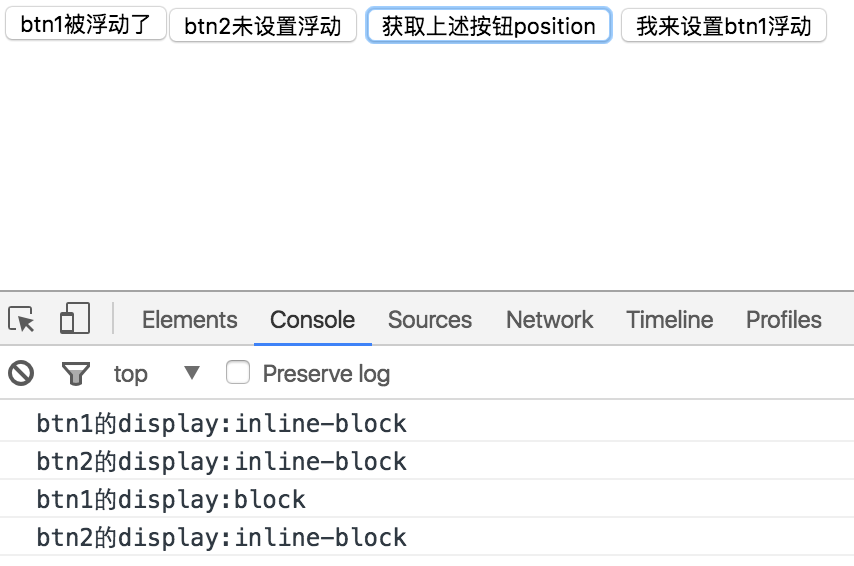 btn1被浮动了 btn2未设置浮动 获取上述按钮position 我来设置btn1浮动
Elements Console Sources Network Timeline Profiles
top Preserve log
btn1的display:inline-block
btn2的display:inline-block
btn1的display:block
btn2的display:inline-block